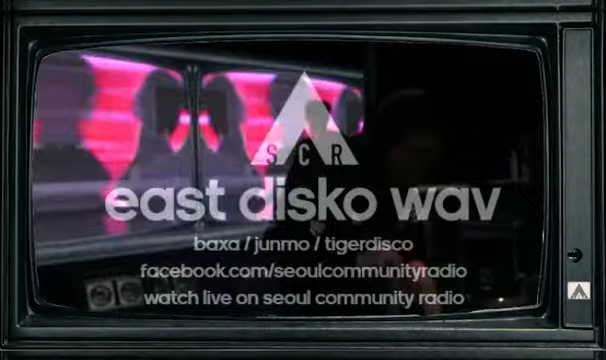 SCR
east disko wav
baxa / junmo / tigerdisco
facebook.com/seoulcommunityradio
watch live on seoul community radio